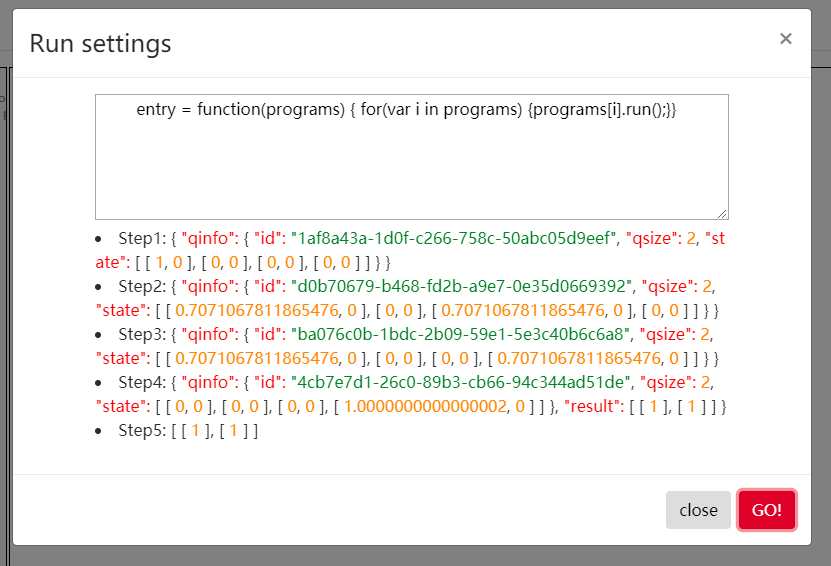 Run settings
×
entry = function(programs) { for(var i in programs) {programs[i].run();}}
• Step1: { "qinfo": { "id": "1af8a43a-1d0f-c266-758c-50abc05d9eef", "qsize": 2, "st
ate": [ [ 1, 0 ], [ 0, 0 ], [ 0, 0 ], [ 0, 0 ] ] } }
• Step2: { "qinfo": { "id": "d0b70679-b468-fd2b-a9e7-0e35d0669392", "qsize": 2,
"state": [ [ 0.7071067811865476, 0 ], [ 0, 0 ], [ 0.7071067811865476, 0 ], [ 0, 0 ] ] } }
• Step3: { "qinfo": { "id": "ba076c0b-1bdc-2b09-59e1-5e3c40b6c6a8", "qsize": 2,
"state": [ [ 0.7071067811865476, 0 ], [ 0, 0 ], [ 0, 0 ], [ 0.7071067811865476, 0 ] ] } }
• Step4: { "qinfo": { "id": "4cb7e7d1-26c0-89b3-cb66-94c344ad51de", "qsize": 2,
"state": [ [ 0, 0 ], [ 0, 0 ], [ 0, 0 ], [ 1.0000000000000002, 0 ] ] }, "result": [ [ 1 ], [ 1 ] ] }
• Step5: [ [ 1 ], [ 1 ] ]
close GO!